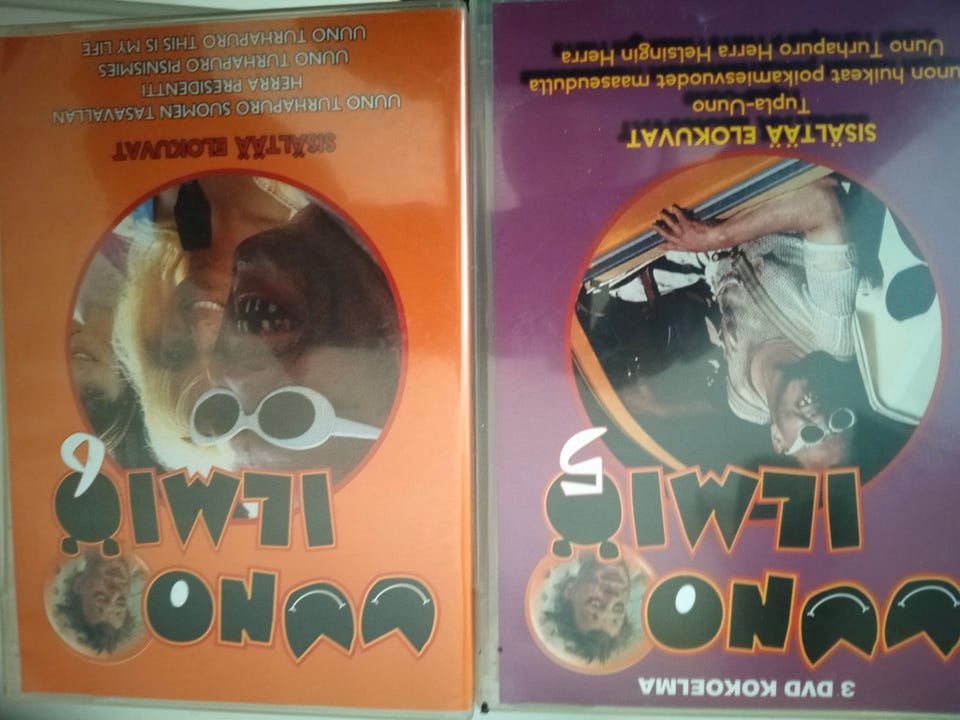 3 DVD KOKOELMA
UUNO
ILMIÖ 5
SISÄLTÄÄ ELOKUVAT
Tupla-Uuno
unon huikeat poikamiesvuodet maaseudulla
Uuno Turhapuro Herra Helsingin Herra
UUNO
ILMIÖ 6
SISÄLTÄÄ ELOKUVAT
UUNO TURHAPURO SUOMEN TASAVALLAN
HERRA PRESIDENTTI
UUNO TURHAPURO PISNISMIES
UUNO TURHAPURO THIS IS MY LIFE